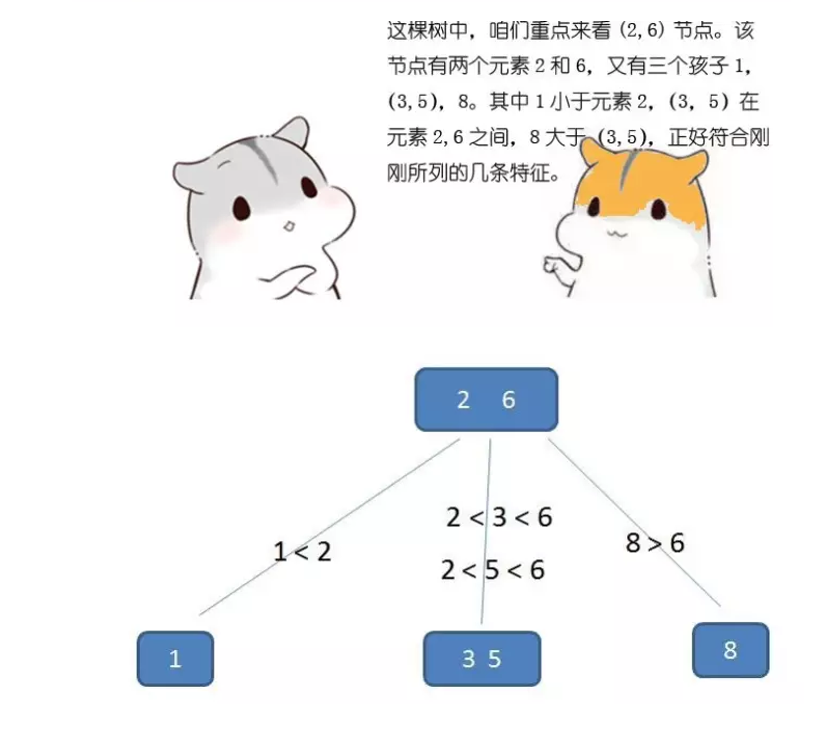 这棵树中，咱们重点来看 (2,6) 节点。该
节点有两个元素 2 和 6，又有三个孩子 1，
(3,5)，8。其中 1 小于元素 2，(3，5) 在
元素 2,6 之间，8 大于 (3,5)，正好符合刚
刚所列的几条特征。
2 6
2 < 3 < 6
1 < 2
8 > 6
2 < 5 < 6
1
3 5
8